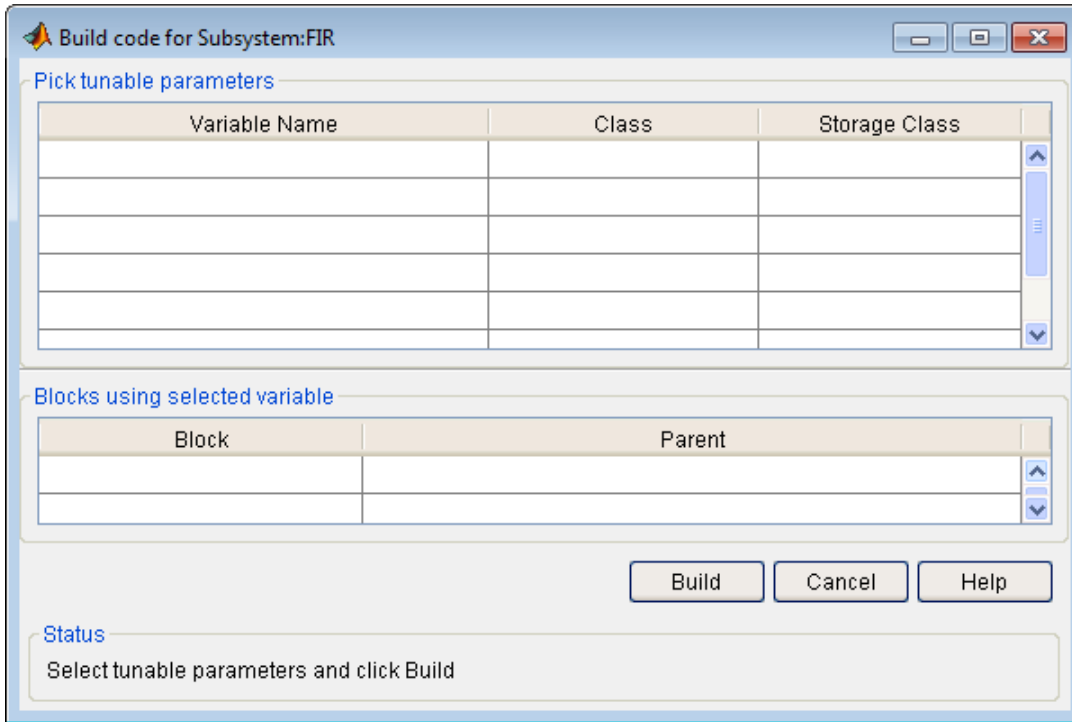 Build code for Subsystem:FIR
Pick tunable parameters
Variable Name Class Storage Class
Blocks using selected variable
Block Parent
Build Cancel Help
Status
Select tunable parameters and click Build